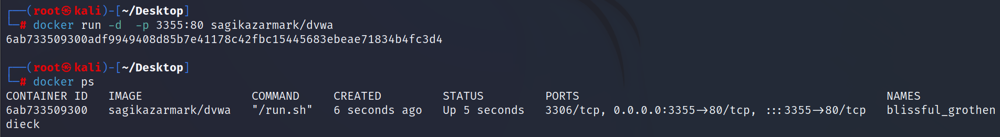 ┌──(root㉿kali)-[~/Desktop]
└─# docker run -d  -p 3355:80 sagikazarmark/dvwa
6ab733509300adf9949408d85b7e41178c42fbc15445683ebeae71834b4fc3d4
┌──(root㉿kali)-[~/Desktop]
└─# docker ps
CONTAINER ID   IMAGE                COMMAND     CREATED         STATUS         PORTS                                             NAMES
6ab733509300   sagikazarmark/dvwa   "/run.sh"   6 seconds ago   Up 5 seconds   3306/tcp, 0.0.0.0:3355->80/tcp, :::3355->80/tcp   blissful_grothen
dieck